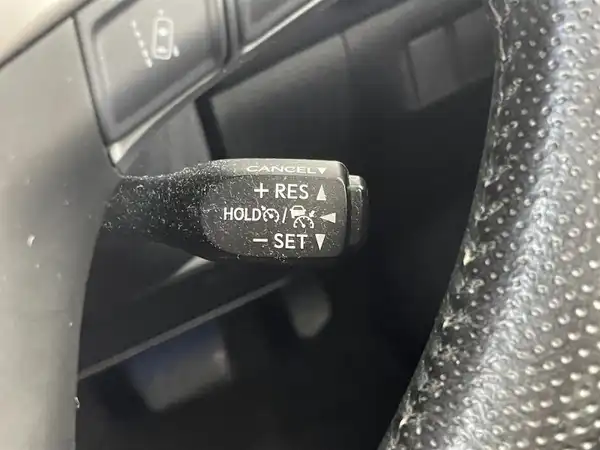 CANCEL▼
+ RES ▲
HOLD / ◀
− SET ▼